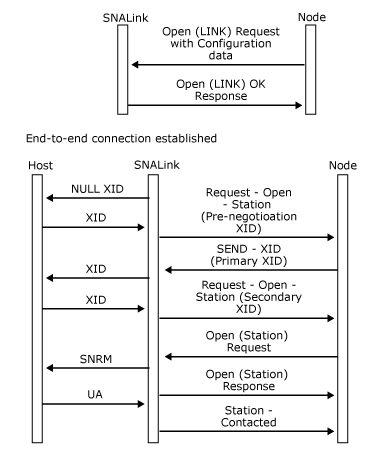 SNALink
Node
Open (LINK) Request
with Configuration
data
Open (LINK) OK
Response
End-to-end connection established
Host
SNALink
Node
NULL XID
Request - Open
- Station
(Pre-negotioation
XID)
XID
SEND - XID
(Primary XID)
XID
Request - Open -
Station (Secondary
XID)
XID
Open (Station)
Request
SNRM
Open (Station)
Response
UA
Station -
Contacted